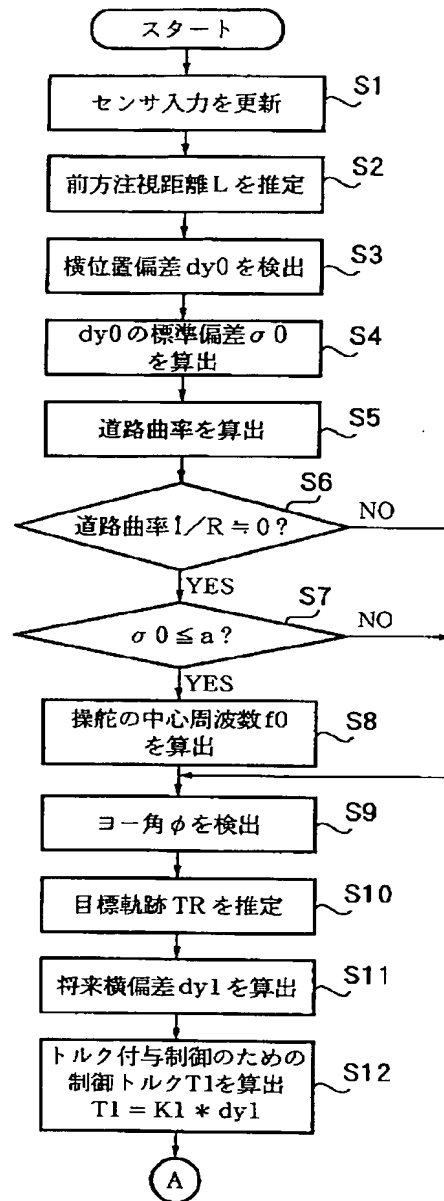 スタート
センサ入力を更新
S1
前方注視距離Lを推定
S2
横位置偏差dy0を検出
S3
dy0の標準偏差σ0
を算出
S4
道路曲率を算出
S5
道路曲率1／R≒0？
S6
NO
YES
σ0≦a？
S7
NO
YES
操舵の中心周波数f0
を算出
S8
ヨー角φを検出
S9
目標軌跡TRを推定
S10
将来横偏差dy1を算出
S11
トルク付与制御のための
制御トルクT1を算出
T1＝K1＊dy1
S12
A